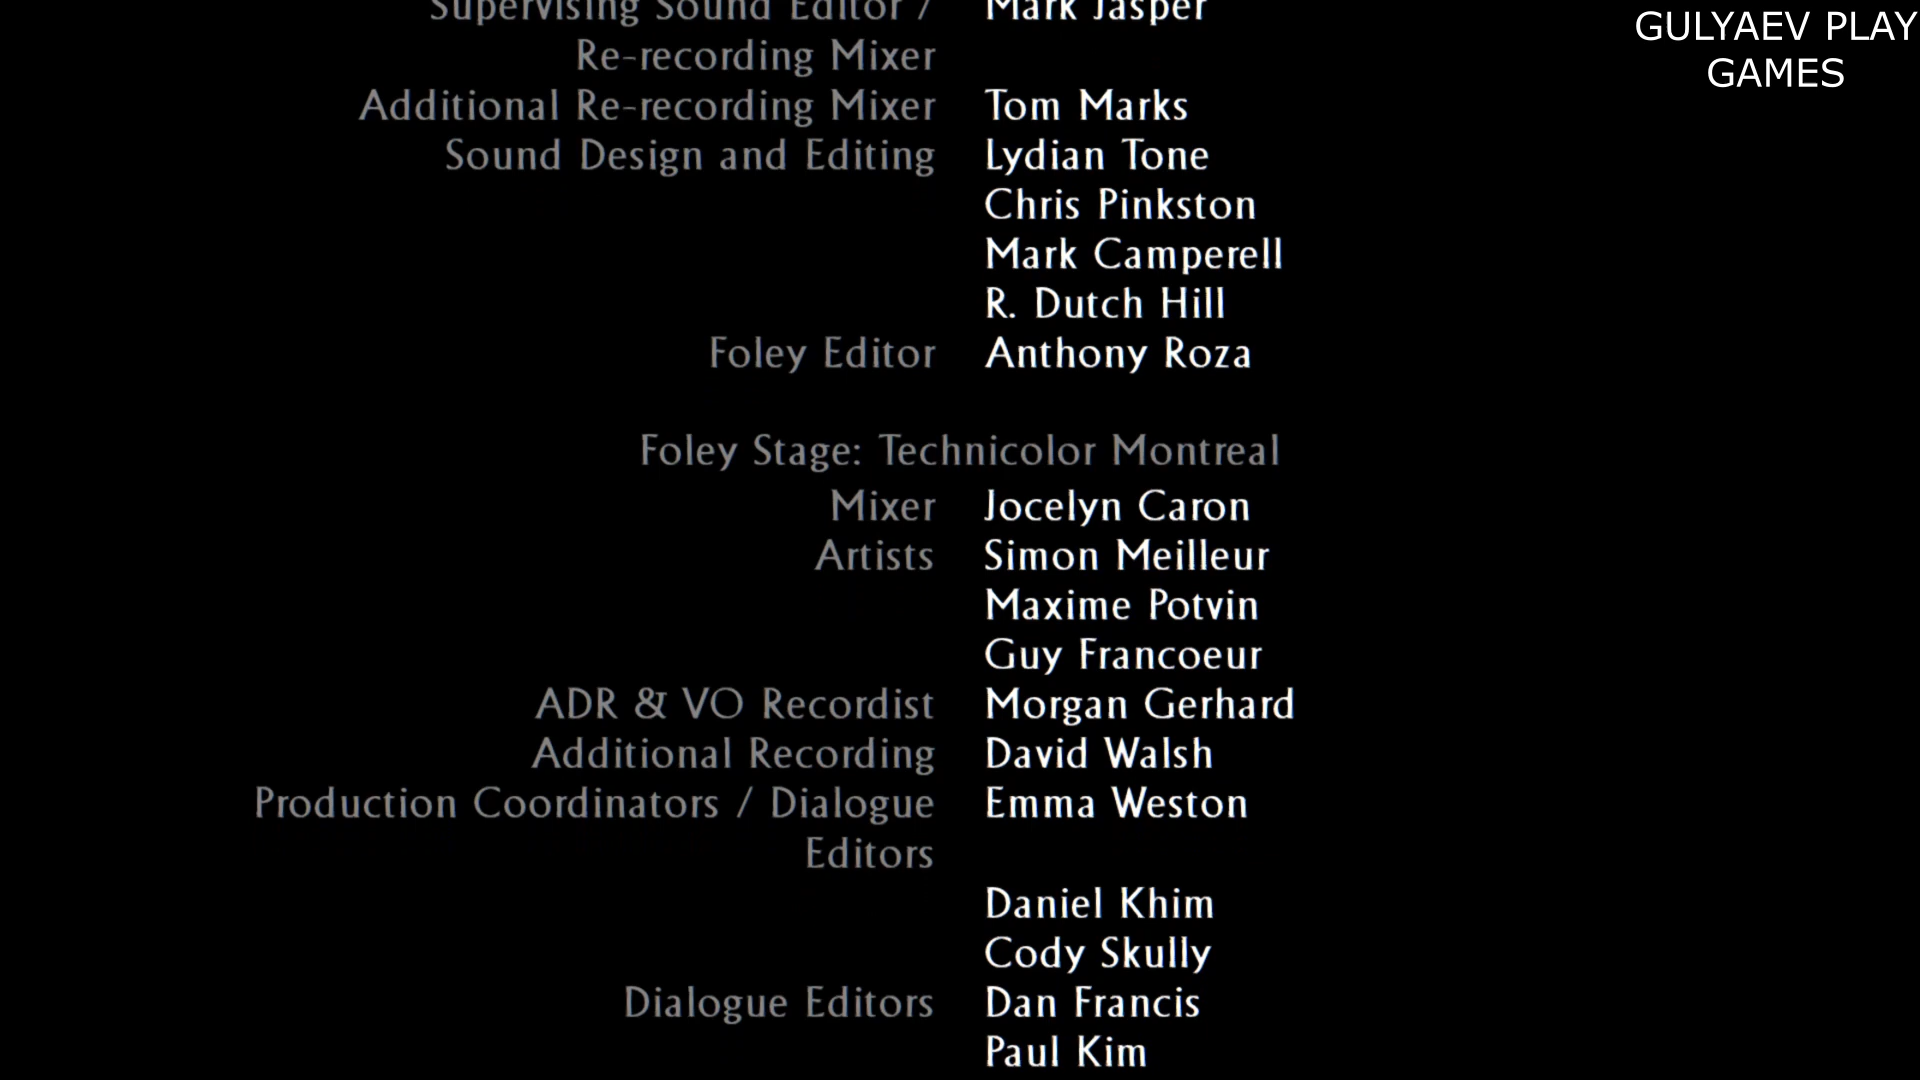 Supervising Sound Editor / Mark Jasper
Re-recording Mixer
Additional Re-recording Mixer Tom Marks
Sound Design and Editing Lydian Tone
Chris Pinkston
Mark Camperell
R. Dutch Hill
Foley Editor Anthony Roza
Foley Stage: Technicolor Montreal
Mixer Jocelyn Caron
Artists Simon Meilleur
Maxime Potvin
Guy Francoeur
ADR & VO Recordist Morgan Gerhard
Additional Recording David Walsh
Production Coordinators / Dialogue Emma Weston
Editors
Daniel Khim
Cody Skully
Dialogue Editors Dan Francis
Paul Kim
GULYAEV PLAY
GAMES